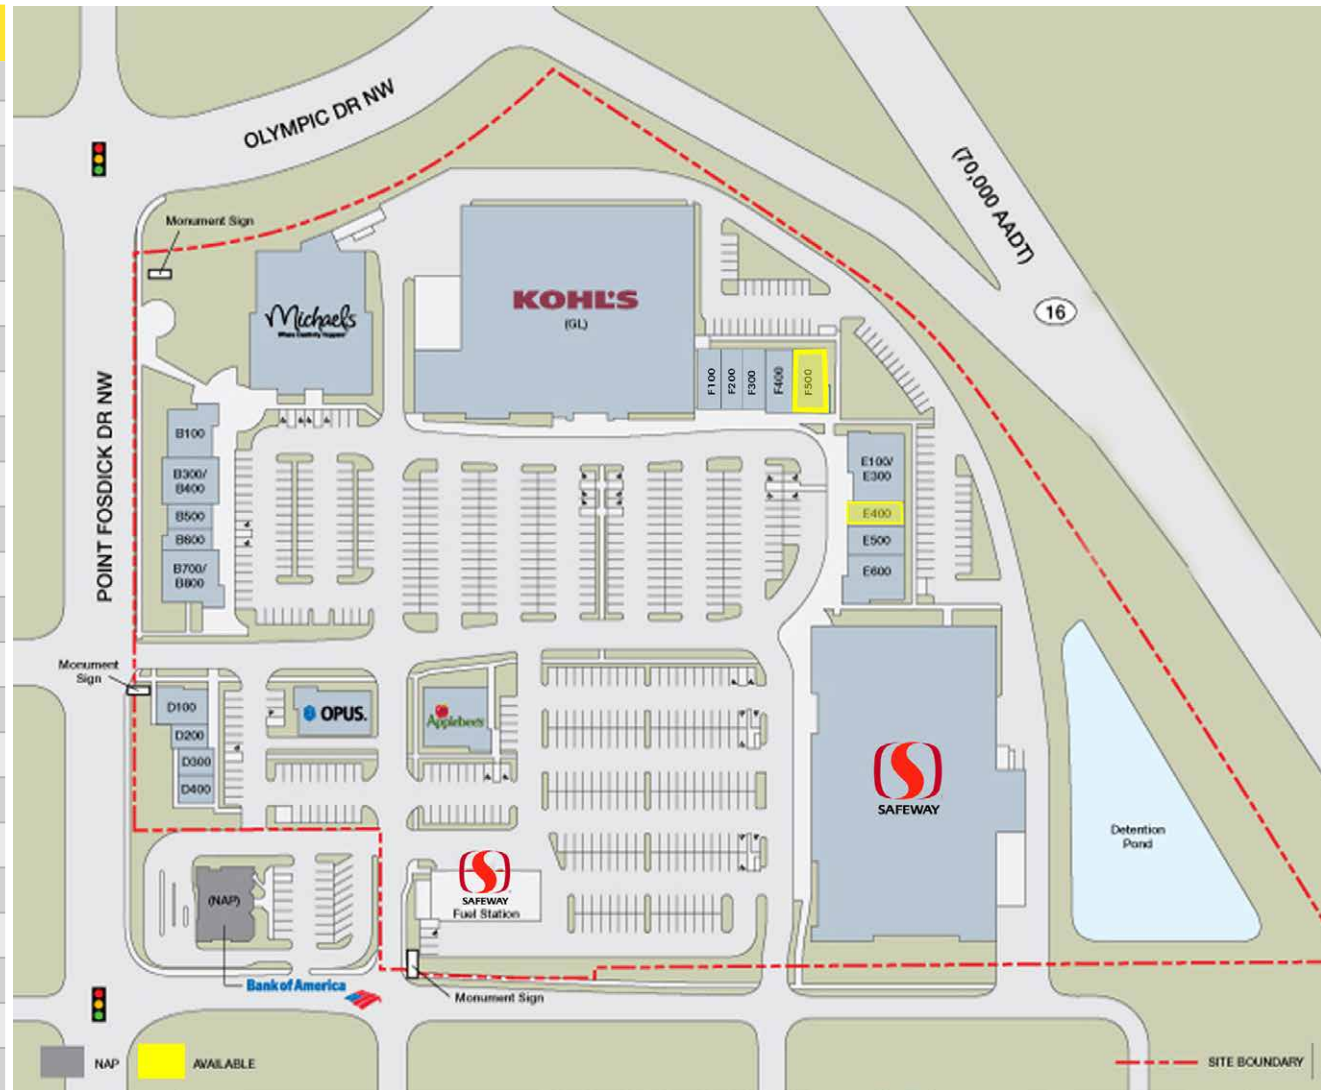 OLYMPIC DR NW
(70,000 AADT)
16
Monument Sign
Michaels
KOHL'S
(GL)
F100
F200
F300
F400
F500
POINT FOSDICK DR NW
B100
B300/
B400
B500
B600
B700/
B800
E100/
E300
E400
E500
E600
Monument
Sign
D100
D200
D300
D400
OPUS.
Applebee's
SAFEWAY
Detention
Pond
(NAP)
SAFEWAY
Fuel Station
Bank of America
Monument Sign
NAP
AVAILABLE
SITE BOUNDARY